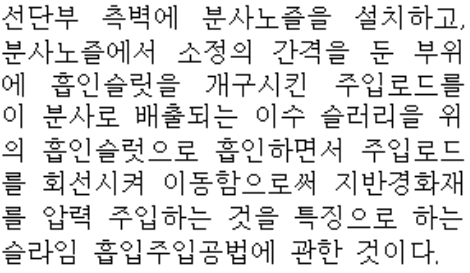 선단부 측벽에 분사노즐을 설치하고,
분사노즐에서 소정의 간격을 둔 부위
에 흡인슬릿을 개구시킨 주입로드를
이 분사로 배출되는 이수 슬러리을 위
의 흡인슬럿으로 흡인하면서 주입로드
를 회선시켜 이동함으로써 지반경화재
를 압력 주입하는 것을 특징으로 하는
슬라임 흡입주입공법에 관한 것이다.